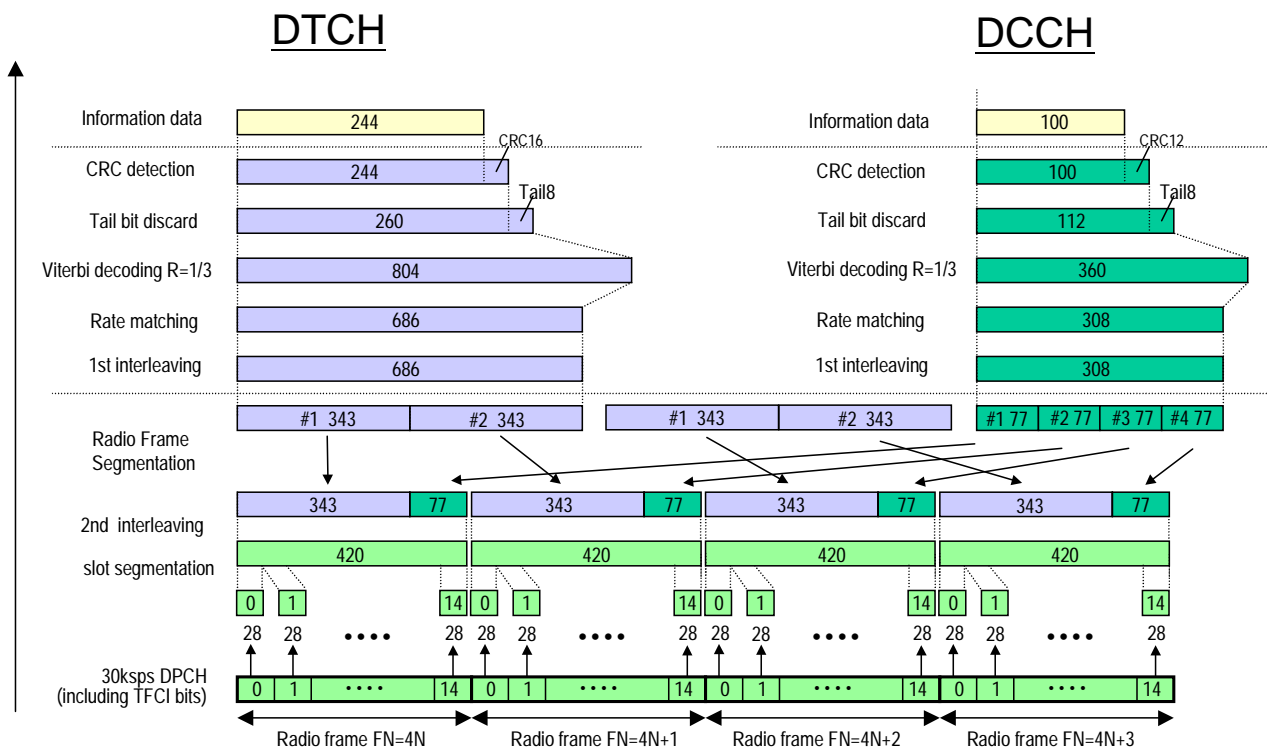 DTCH
DCCH
Information data 244
Information data 100
CRC16
CRC12
CRC detection 244
CRC detection 100
Tail8
Tail8
Tail bit discard 260
Tail bit discard 112
Viterbi decoding R=1/3 804
Viterbi decoding R=1/3 360
Rate matching 686
Rate matching 308
1st interleaving 686
1st interleaving 308
#1 343 #2 343 #1 343 #2 343 #1 77 #2 77 #3 77 #4 77
Radio Frame
Segmentation
343 77 343 77 343 77 343 77
2nd interleaving
420 420 420 420
slot segmentation
0 1 14 0 1 14 0 1 14 0 1 14
28 28 •••• 28 28 28 •••• 28 28 28 •••• 28 28 28 •••• 28
30ksps DPCH
(including TFCI bits)
0 1 •••• 14 0 1 •••• 14 0 1 •••• 14 0 1 •••• 14
Radio frame FN=4N Radio frame FN=4N+1 Radio frame FN=4N+2 Radio frame FN=4N+3